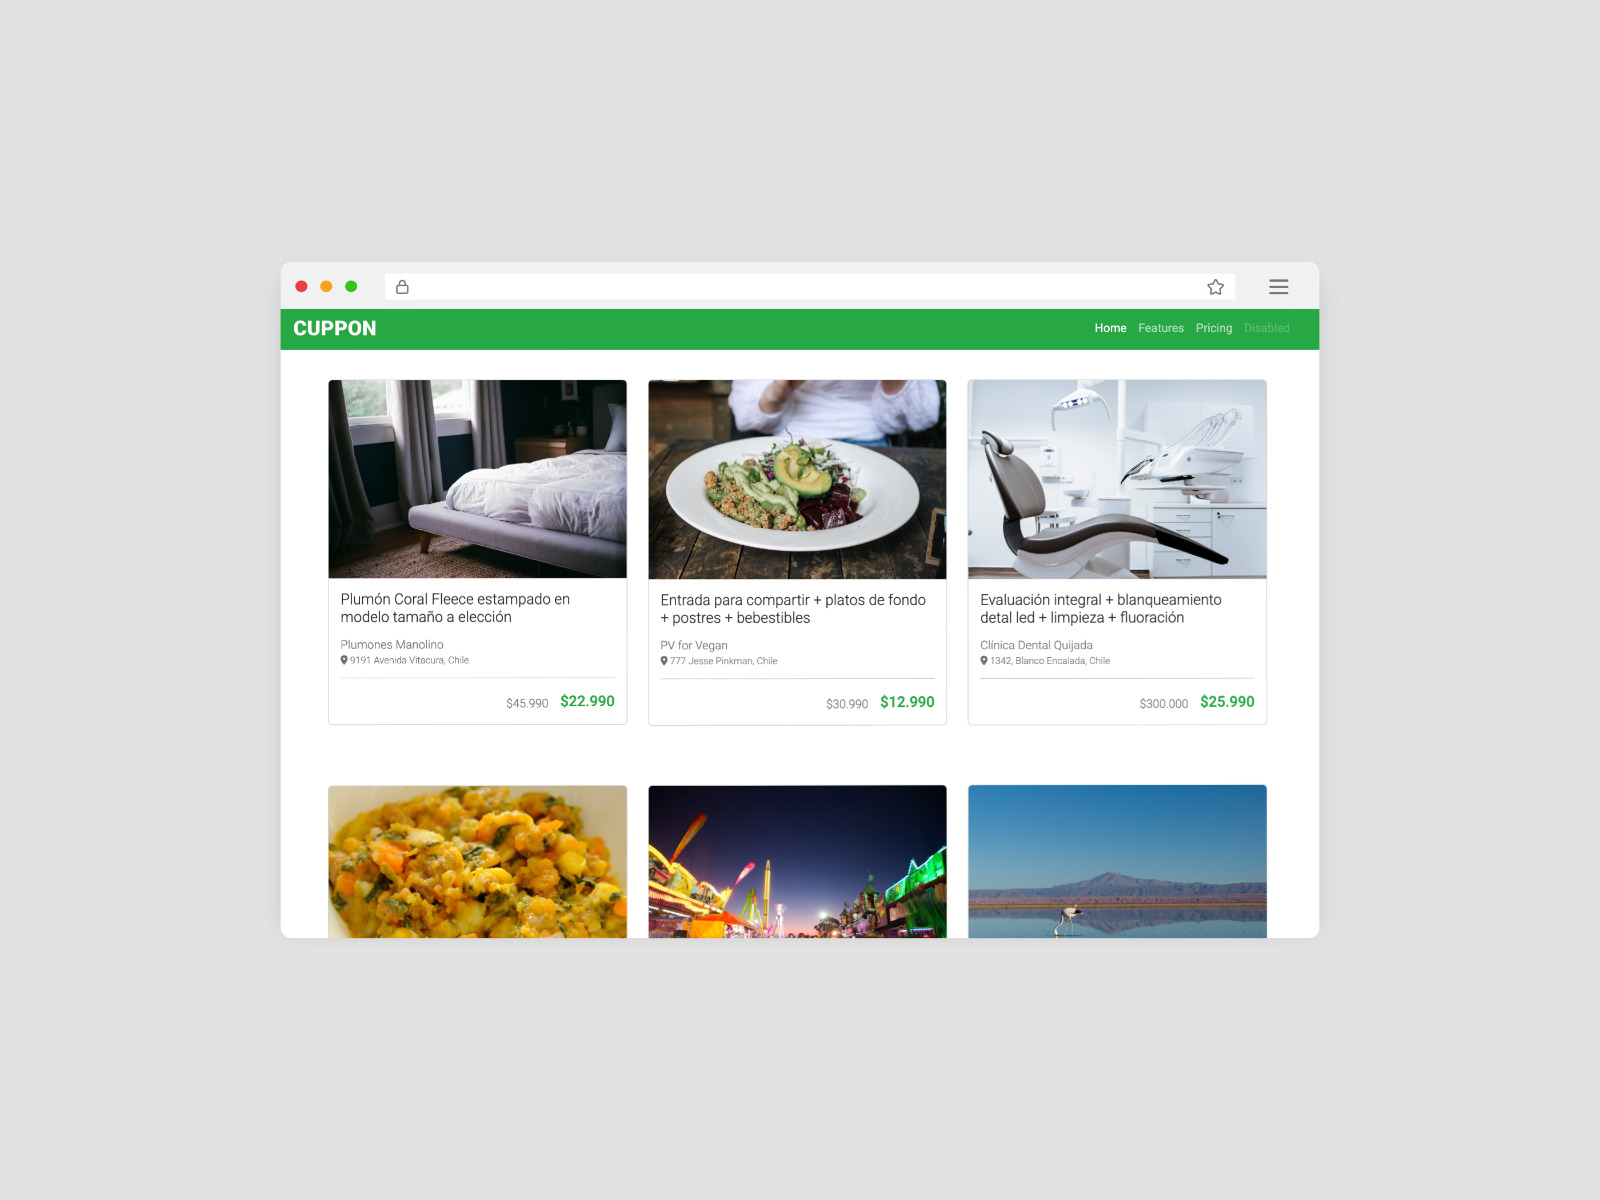 CUPPON
Home Features Pricing Disabled
Plumón Coral Fleece estampado en
modelo tamaño a elección
Plumones Manolino
9191 Avenida Vitacura, Chile
$45.990 $22.990
Entrada para compartir + platos de fondo
+ postres + bebestibles
PV for Vegan
777 Jesse Pinkman, Chile
$30.990 $12.990
Evaluación integral + blanqueamiento
detal led + limpieza + fluoración
Clínica Dental Quijada
1342, Blanco Encalada, Chile
$300.000 $25.990